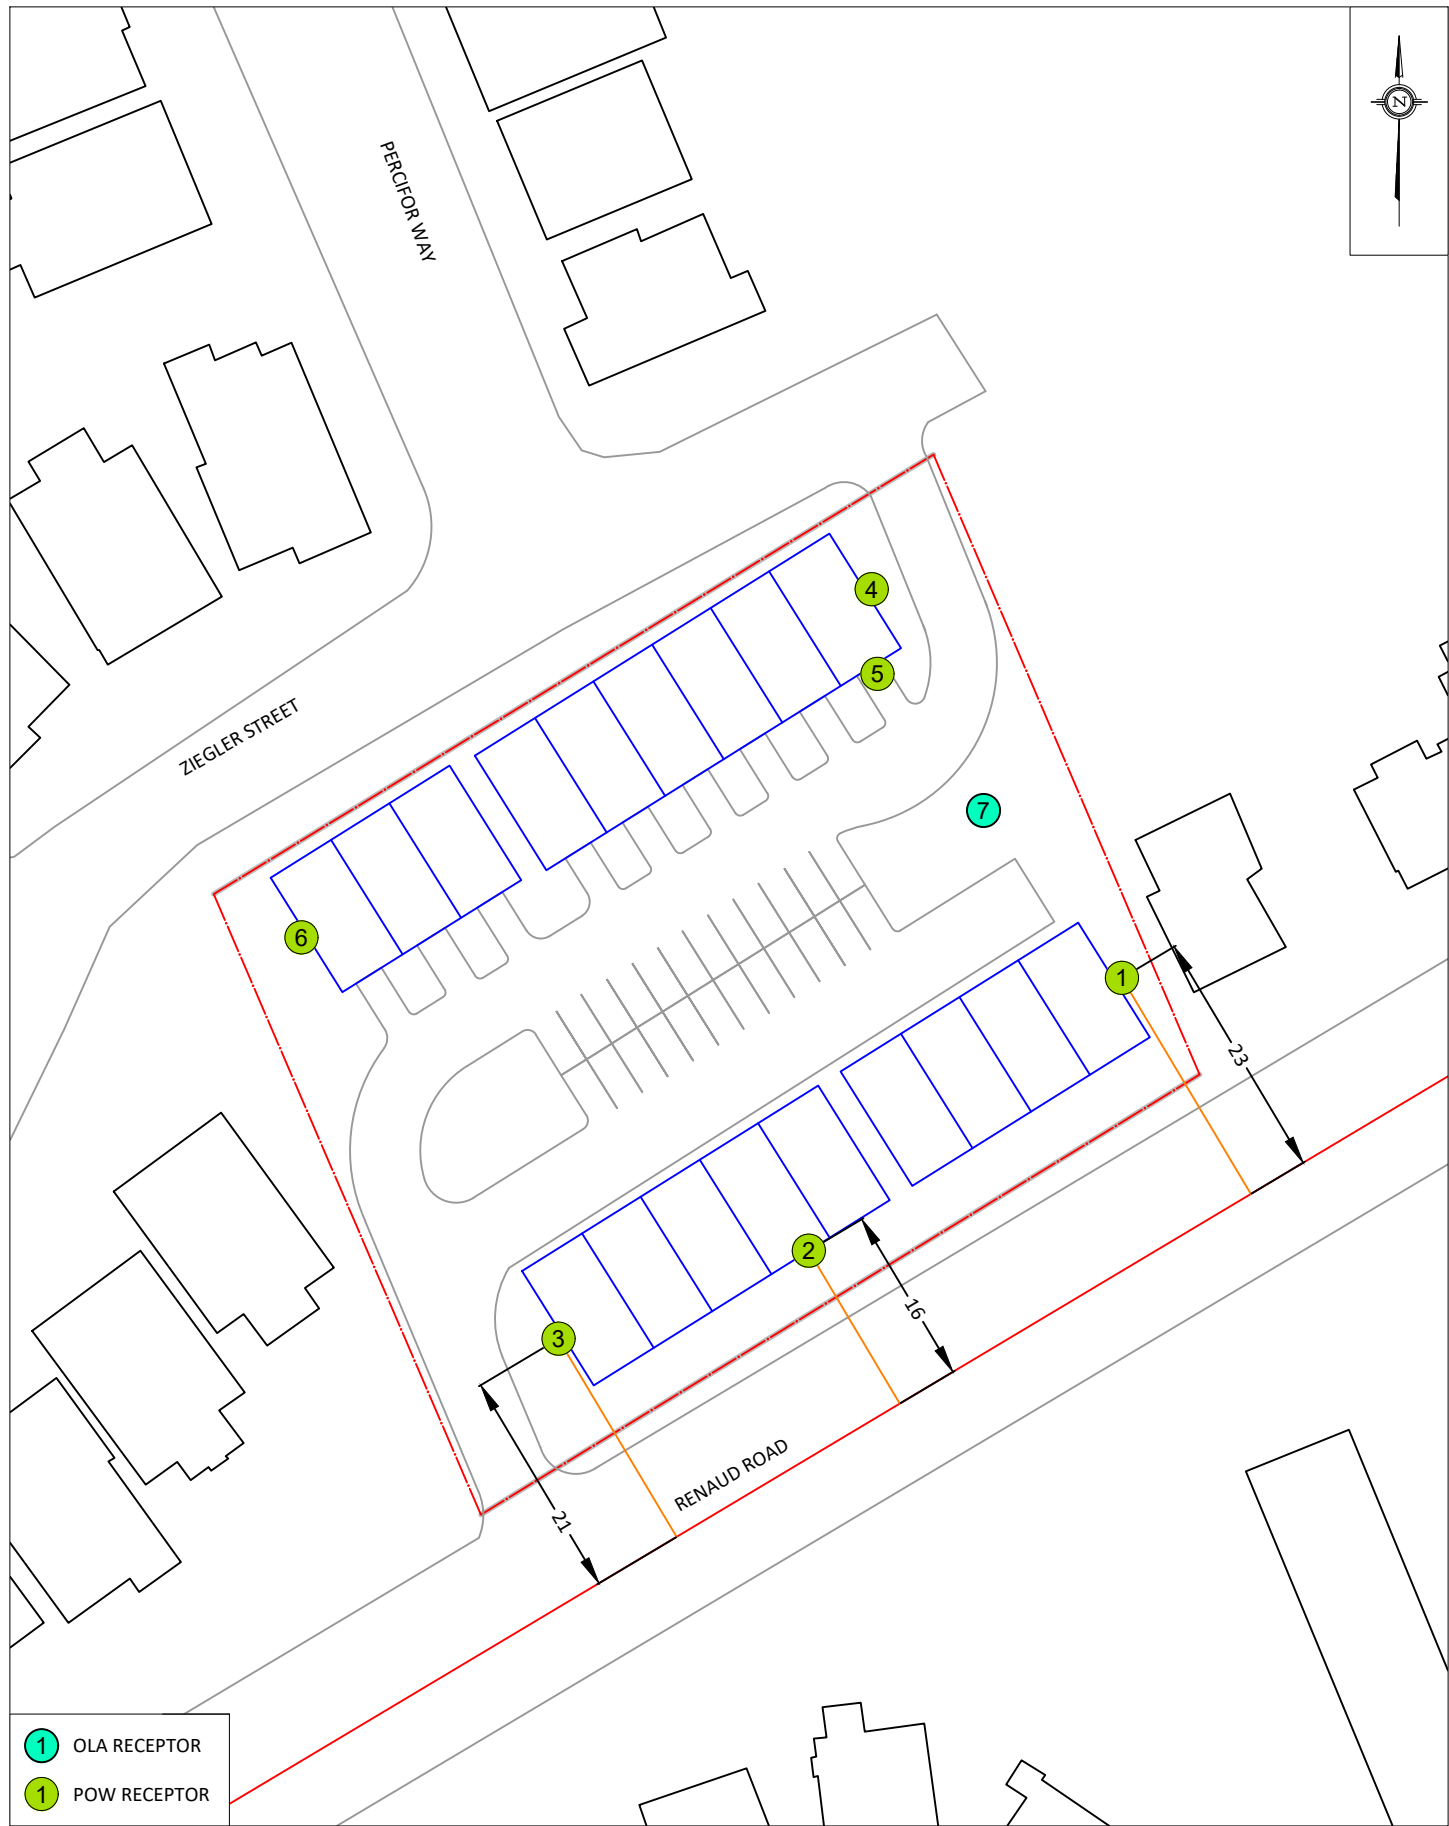 N
PERCIFOR WAY
4
5
ZIEGLER STREET
7
6
1
23
2
16
3
RENAUD ROAD
21
1 OLA RECEPTOR
1 POW RECEPTOR